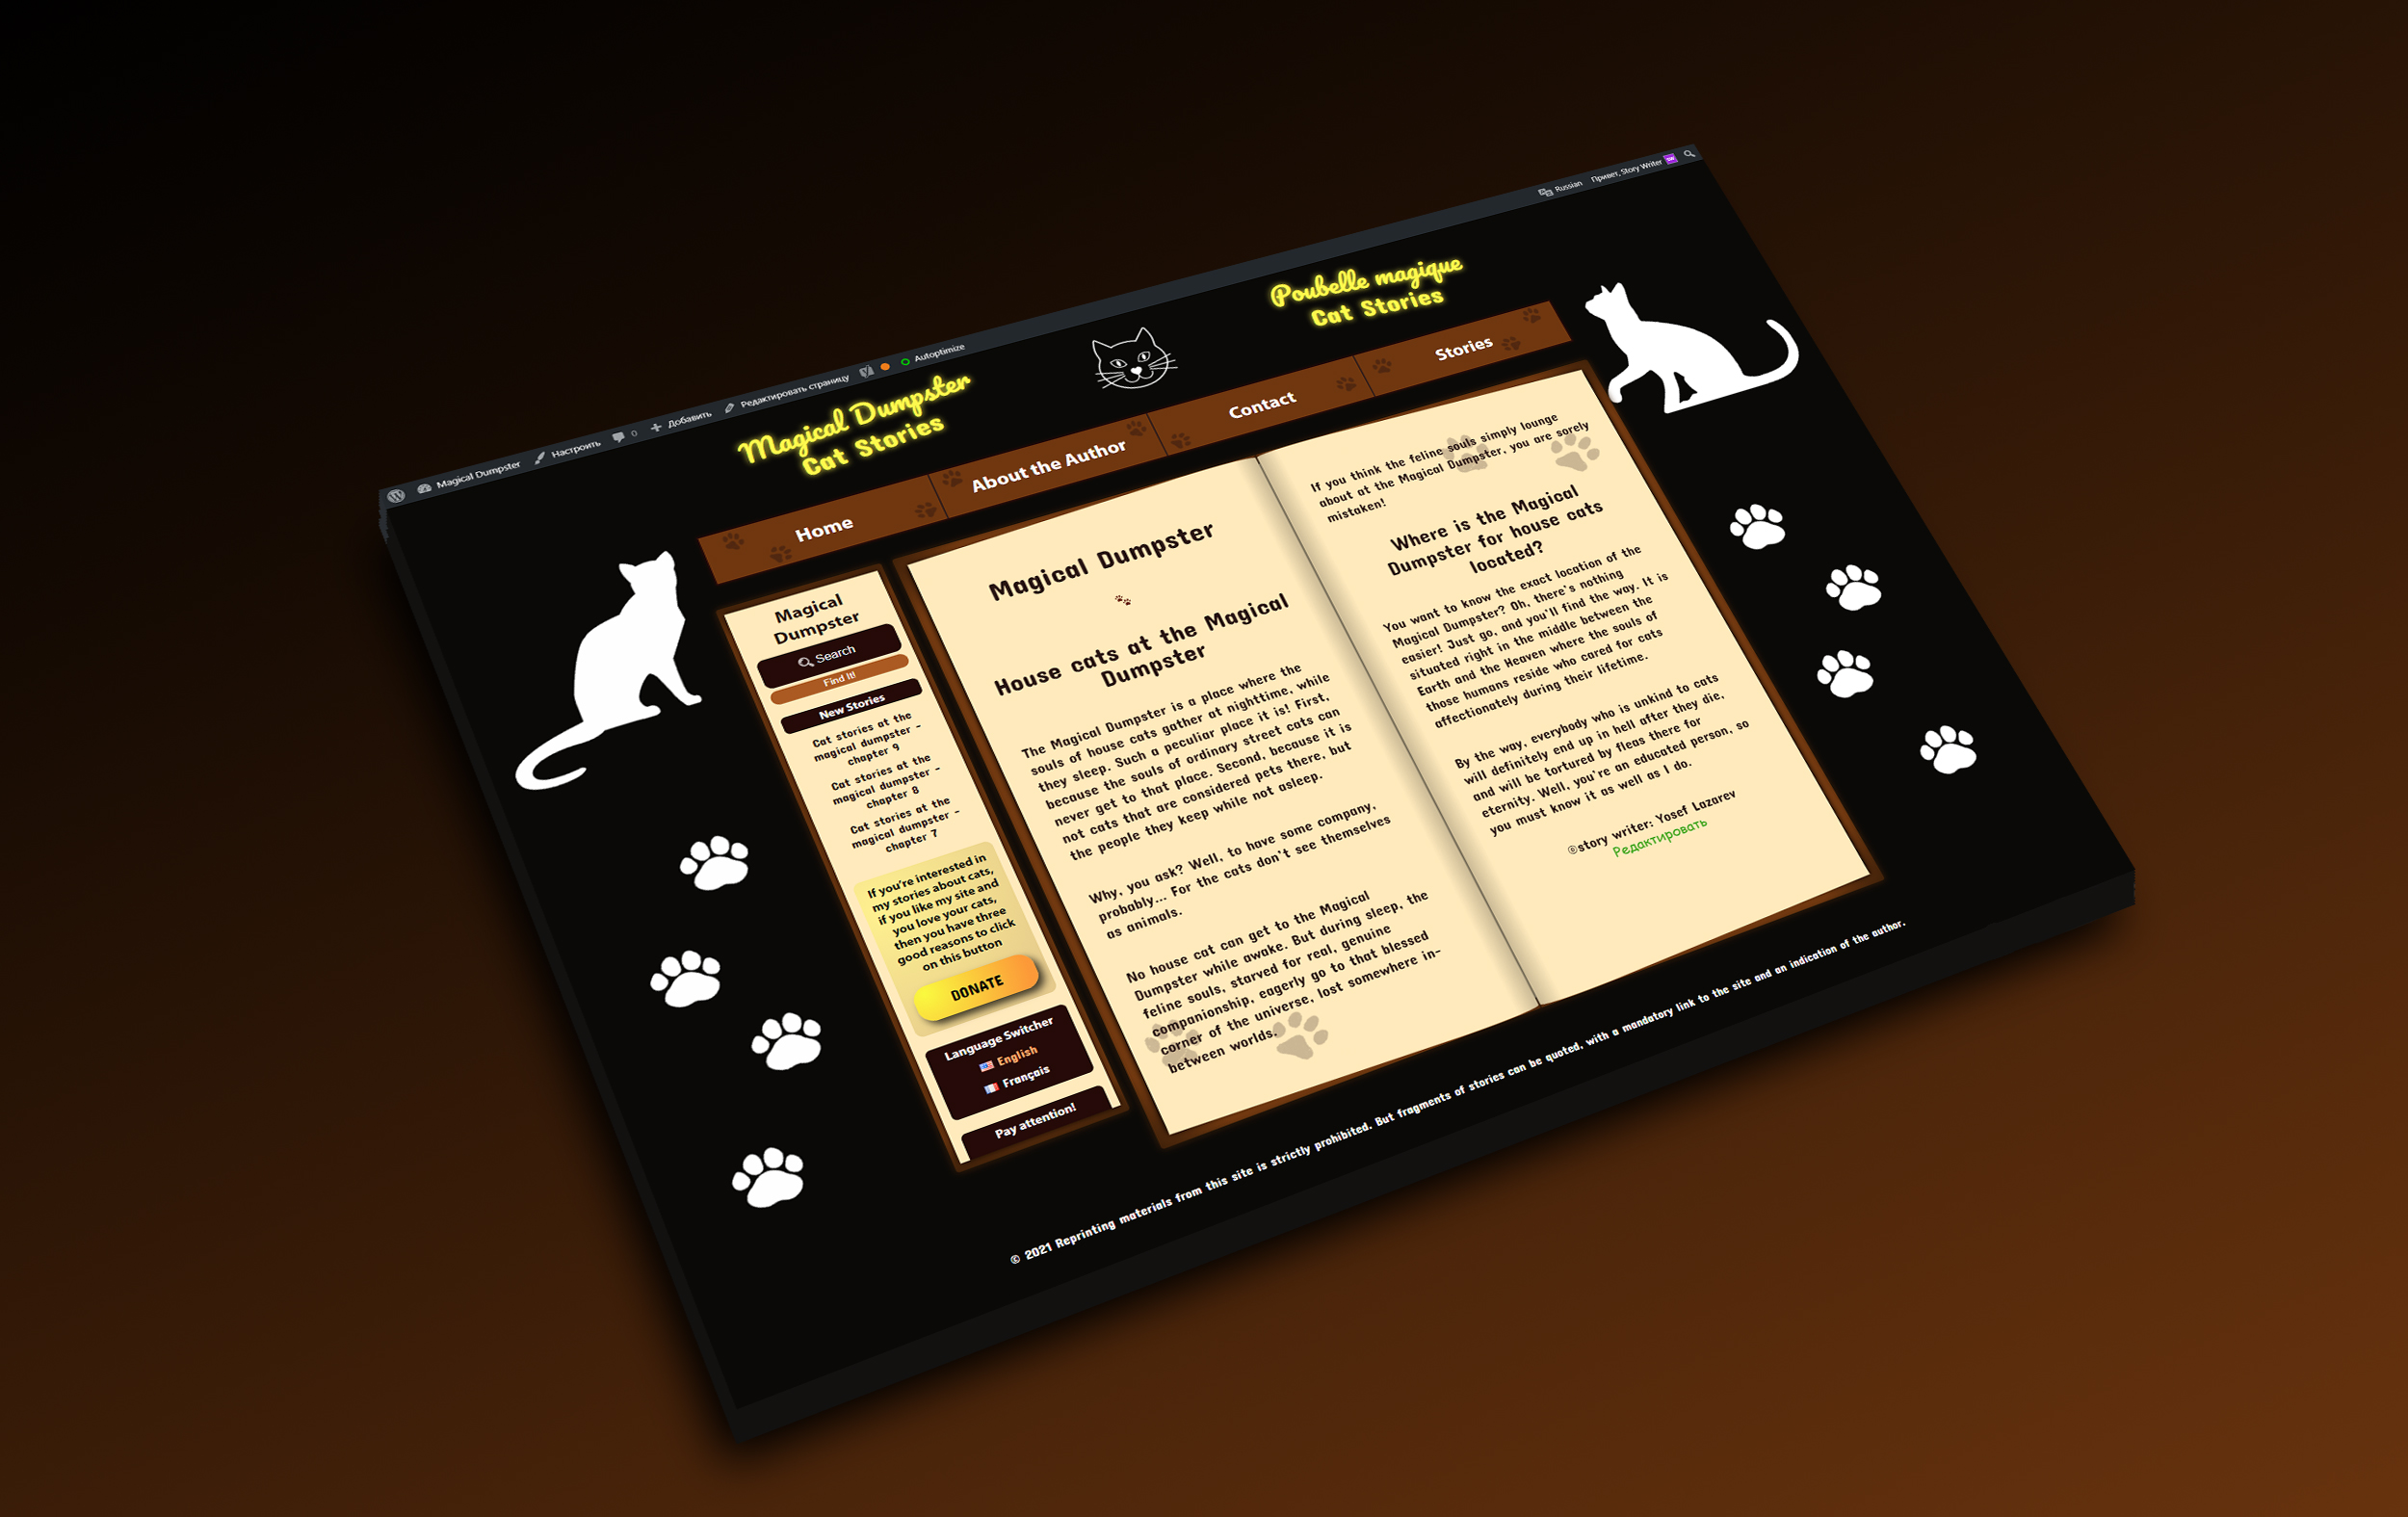 Magical Dumpster
Настроить
0
Добавить
Редактировать страницу
Autoptimize
Russian
Привет, Story Writer
SW
Magical Dumpster
Cat Stories
Poubelle magique
Cat Stories
Home
About the Author
Contact
Stories
Magical
Dumpster
Search
Find It!
New Stories
Cat stories at the
magical dumpster –
chapter 9
Cat stories at the
magical dumpster –
chapter 8
Cat stories at the
magical dumpster –
chapter 7
If you're interested in
my stories about cats,
if you like my site and
you love your cats,
then you have three
good reasons to click
on this button
DONATE
Language Switcher
English
Français
Pay attention!
Magical Dumpster
House cats at the Magical
Dumpster
The Magical Dumpster is a place where the
souls of house cats gather at nighttime, while
they sleep. Such a peculiar place it is! First,
because the souls of ordinary street cats can
never get to that place. Second, because it is
not cats that are considered pets there, but
the people they keep while not asleep.
Why, you ask? Well, to have some company,
probably... For the cats don't see themselves
as animals.
No house cat can get to the Magical
Dumpster while awake. But during sleep, the
feline souls, starved for real, genuine
companionship, eagerly go to that blessed
corner of the universe, lost somewhere in-
between worlds.
If you think the feline souls simply lounge
about at the Magical Dumpster, you are sorely
mistaken!
Where is the Magical
Dumpster for house cats
located?
You want to know the exact location of the
Magical Dumpster? Oh, there's nothing
easier! Just go, and you'll find the way. It is
situated right in the middle between the
Earth and the Heaven where the souls of
those humans reside who cared for cats
affectionately during their lifetime.
By the way, everybody who is unkind to cats
will definitely end up in hell after they die,
and will be tortured by fleas there for
eternity. Well, you're an educated person, so
you must know it as well as I do.
©story writer: Yosef Lazarev
Редактировать
© 2021 Reprinting materials from this site is strictly prohibited. But fragments of stories can be quoted, with a mandatory link to the site and an indication of the author.